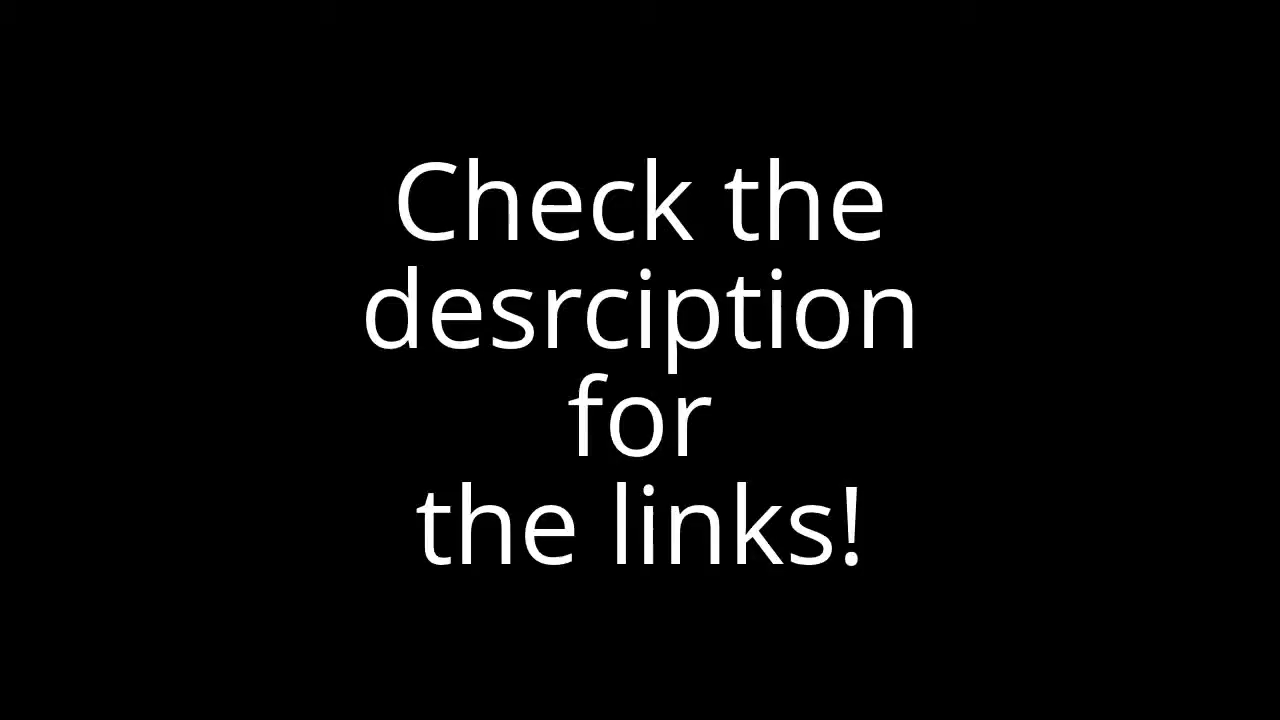 Check the
desrciption
for
the links!